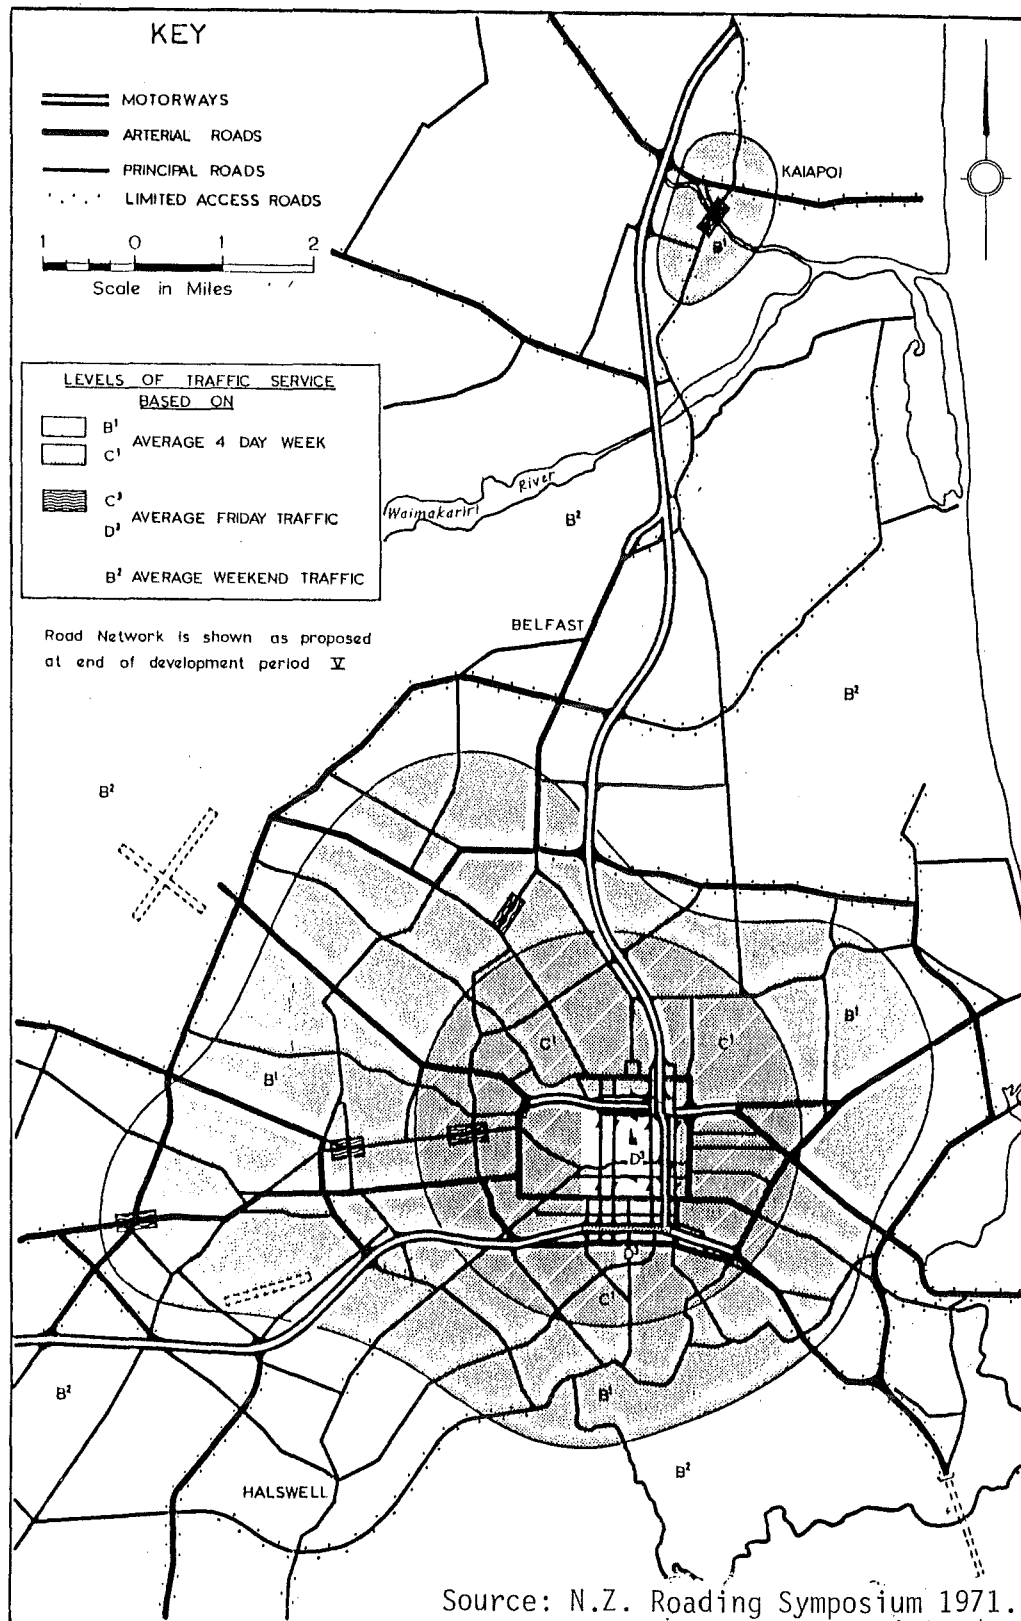 KEY
MOTORWAYS
ARTERIAL ROADS
PRINCIPAL ROADS
LIMITED ACCESS ROADS
1 0 1 2
Scale in Miles
LEVELS OF TRAFFIC SERVICE
BASED ON
B¹
AVERAGE 4 DAY WEEK
C¹
C³
AVERAGE FRIDAY TRAFFIC
D³
B² AVERAGE WEEKEND TRAFFIC
Road Network is shown as proposed
at end of development period V
KAIAPOI
B¹
Waimakariri River
B²
BELFAST
B²
B²
B¹
C¹
C¹
B¹
D³
C¹
B²
B¹
B²
HALSWELL
Source: N.Z. Roading Symposium 1971.